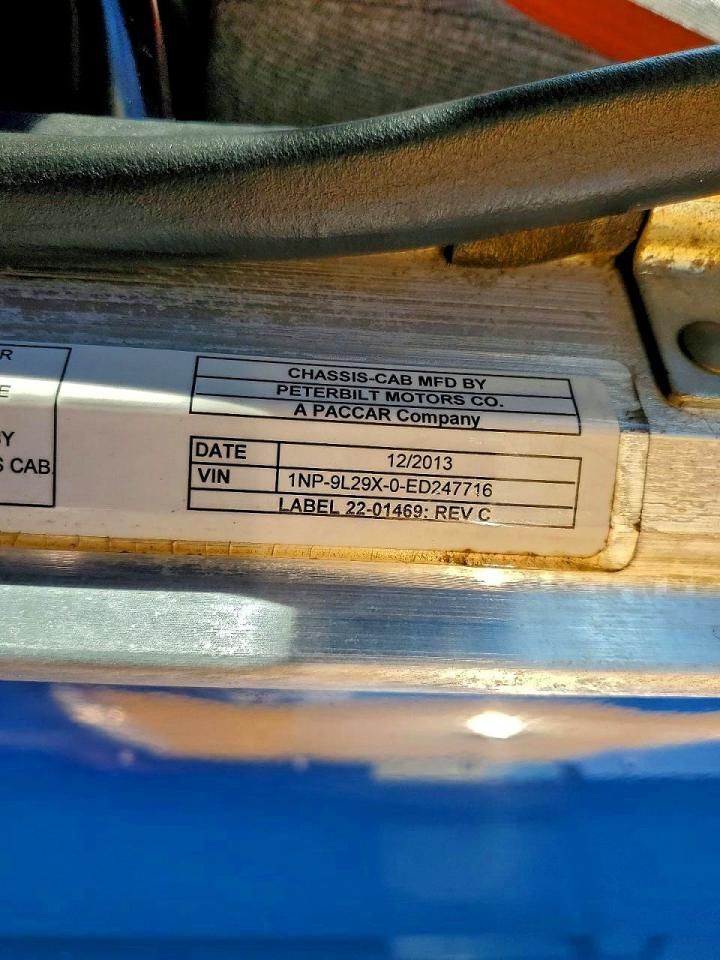 R
E
BY
S CAB
CHASSIS-CAB MFD BY
PETERBILT MOTORS CO.
A PACCAR Company
DATE 12/2013
VIN 1NP-9L29X-0-ED247716
LABEL 22-01469: REV C